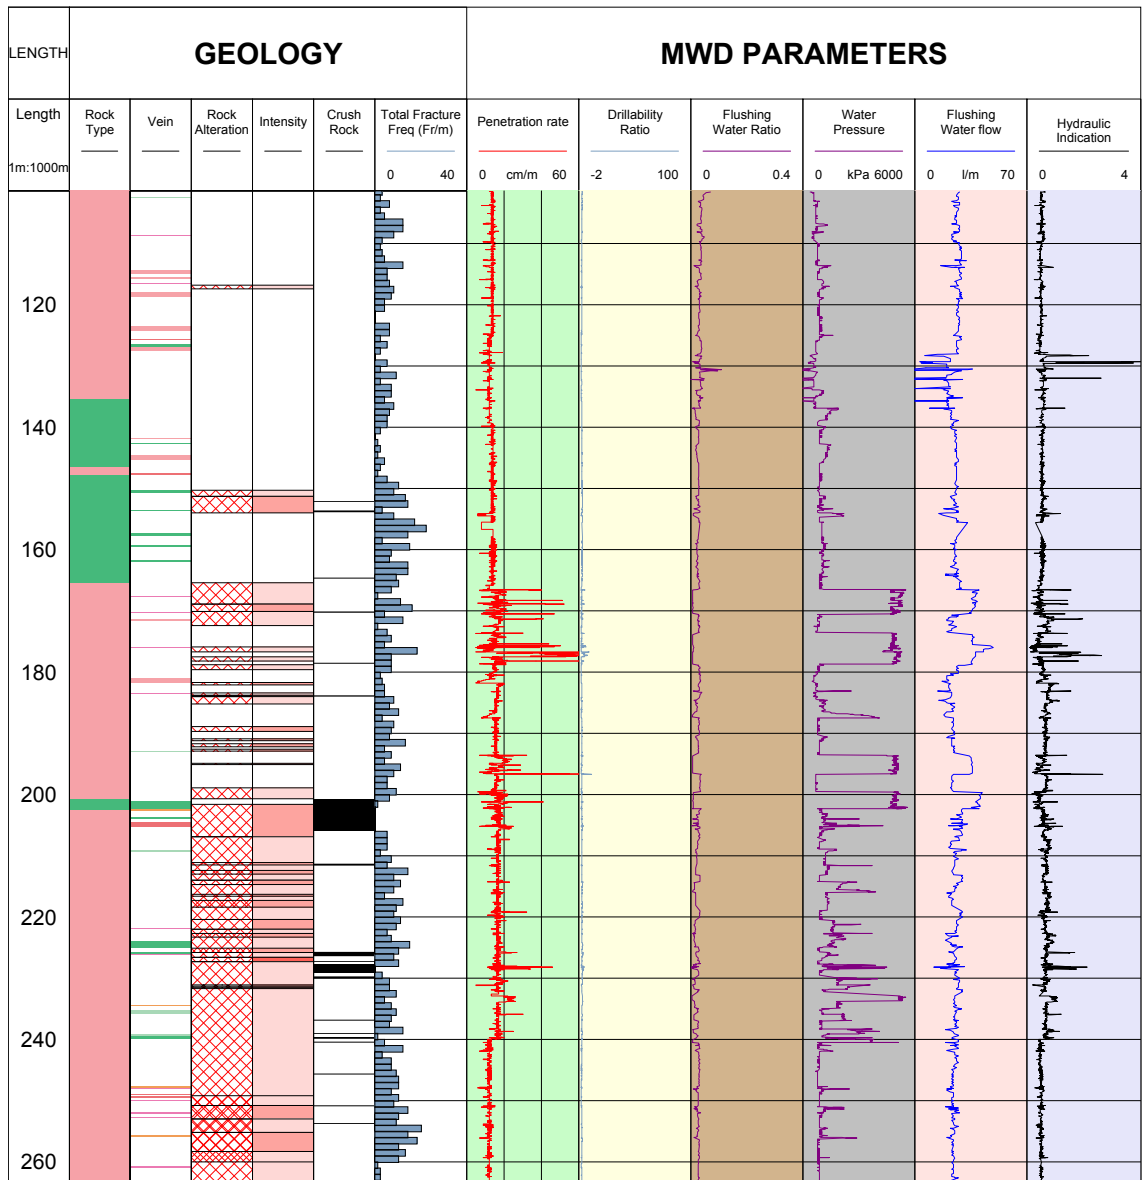 LENGTH
GEOLOGY
MWD PARAMETERS
Length
1m:1000m
Rock
Type
Vein
Rock
Alteration
Intensity
Crush
Rock
Total Fracture
Freq (Fr/m)
0 40
Penetration rate
0 cm/m 60
Drillability
Ratio
-2 100
Flushing
Water Ratio
0 0.4
Water
Pressure
0 kPa 6000
Flushing
Water flow
0 l/m 70
Hydraulic
Indication
0 4
120
140
160
180
200
220
240
260